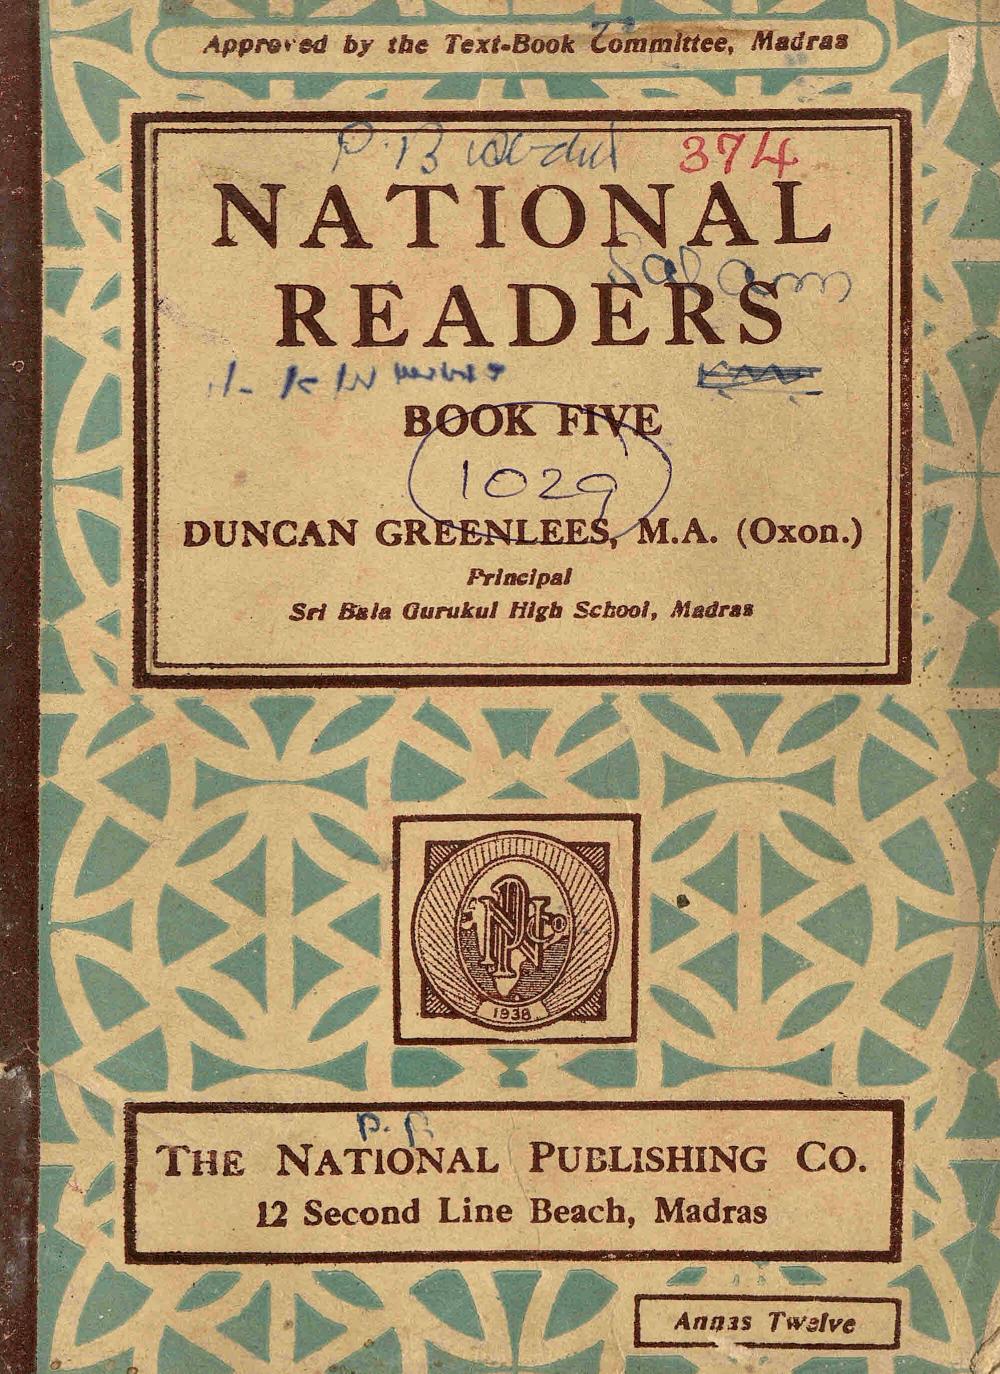 Approved by the Text-Book Committee, Madras
374
NATIONAL
Salam
READERS
BOOK FIVE
1029
DUNCAN GREENLEES, M.A. (Oxon.)
Principal
Sri Bala Gurukul High School, Madras
1938
P. P.
THE NATIONAL PUBLISHING CO.
12 Second Line Beach, Madras
Annas Twelve